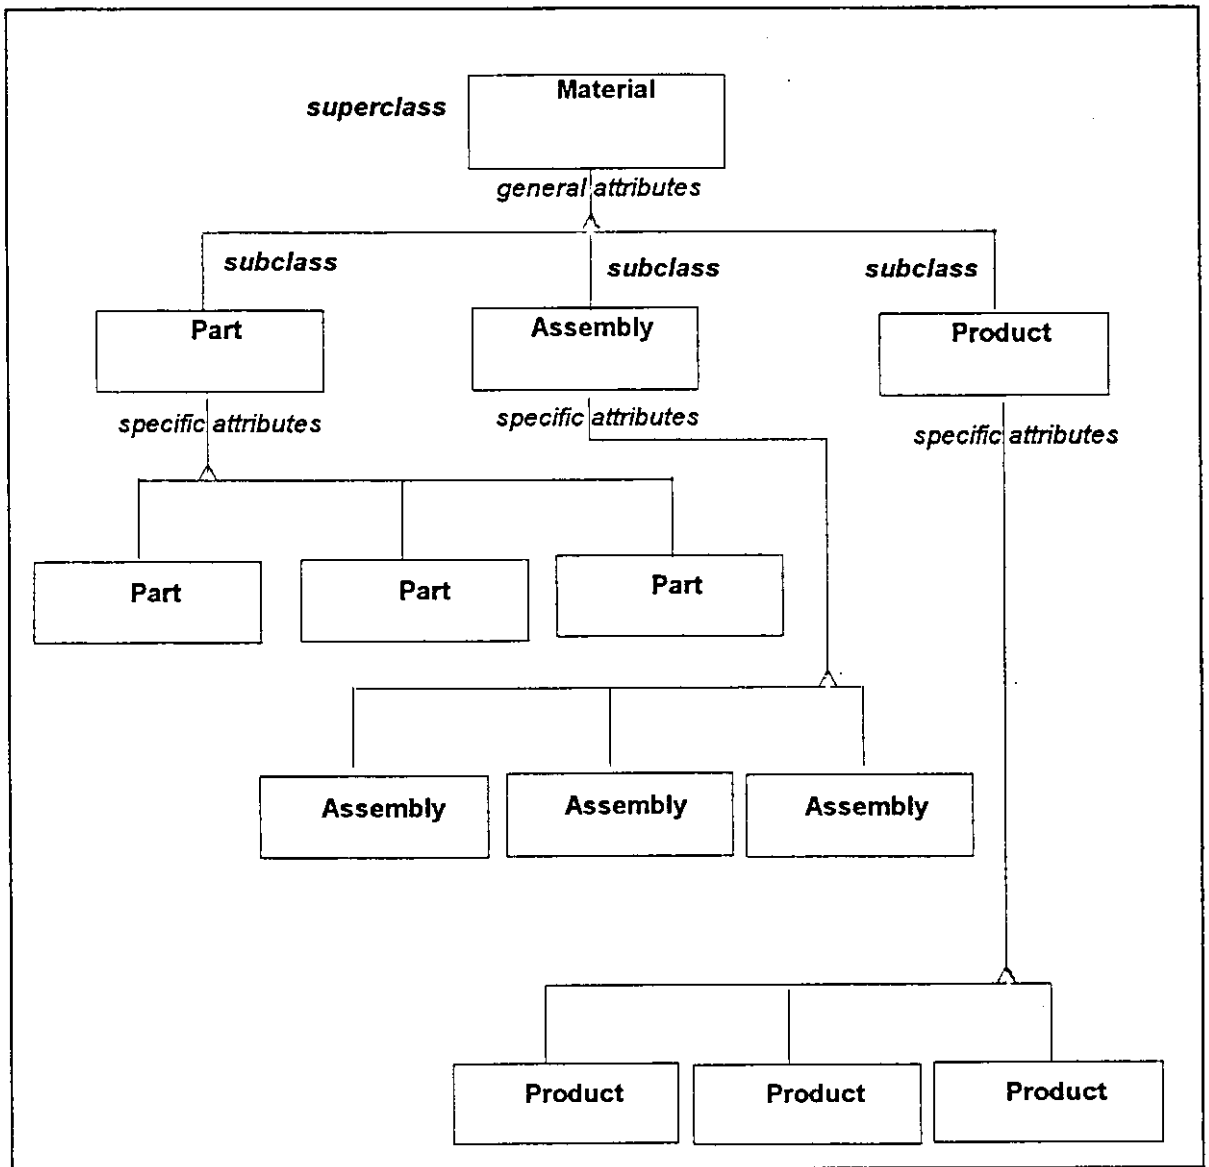 Material
superclass
general attributes
subclass
subclass
subclass
Part
Assembly
Product
specific attributes
specific attributes
specific attributes
Part
Part
Part
Assembly
Assembly
Assembly
Product
Product
Product